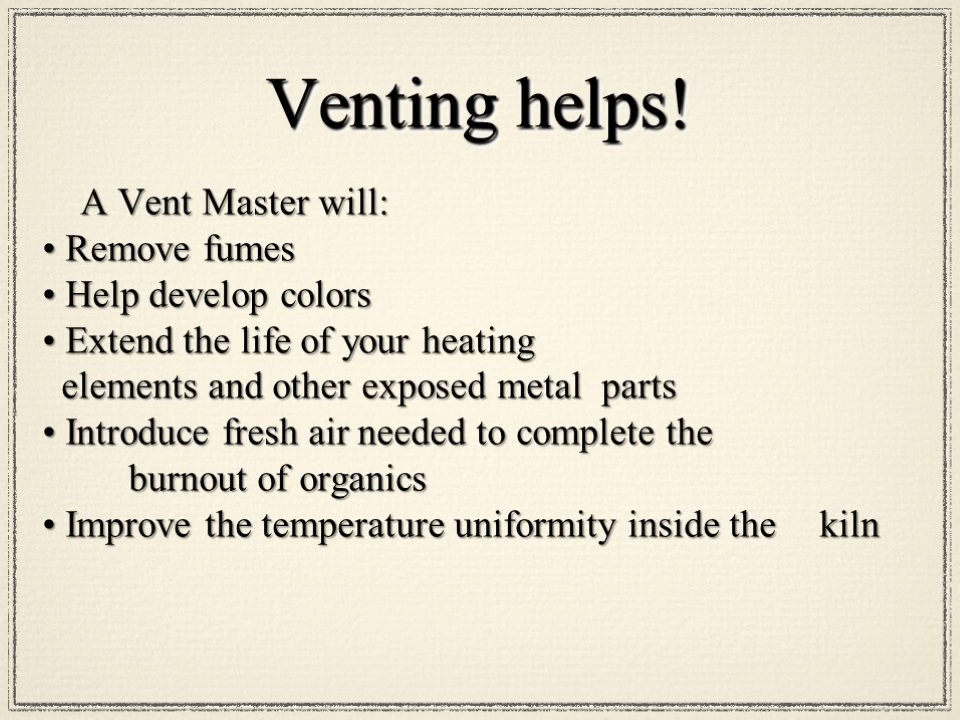 Venting helps!
A Vent Master will:
• Remove fumes
• Help develop colors
• Extend the life of your heating
elements and other exposed metal parts
• Introduce fresh air needed to complete the
burnout of organics
• Improve the temperature uniformity inside the kiln